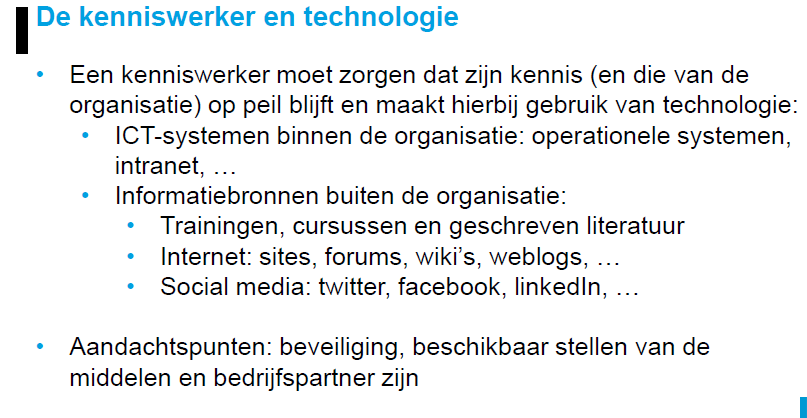 De kenniswerker en technologie
• Een kenniswerker moet zorgen dat zijn kennis (en die van de
organisatie) op peil blijft en maakt hierbij gebruik van technologie:
• ICT-systemen binnen de organisatie: operationele systemen,
intranet, …
• Informatiebronnen buiten de organisatie:
• Trainingen, cursussen en geschreven literatuur
• Internet: sites, forums, wiki's, weblogs, …
• Social media: twitter, facebook, linkedIn, …
• Aandachtspunten: beveiliging, beschikbaar stellen van de
middelen en bedrijfspartner zijn